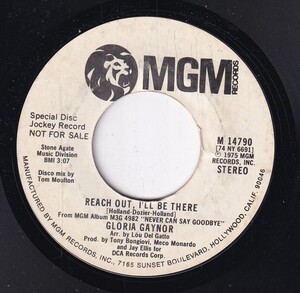 MGM
RECORDS
Special Disc
Jockey Record
NOT FOR SALE
Stone Agate
Music Division
BMI 3:07
Disco mix by
Tom Moulton
M 14790
[74 NY 6691]
℗ 1975 MGM
RECORDS, INC.
STEREO
REACH OUT, I'LL BE THERE
[Holland-Dozier-Holland]
From MGM Album M3G 4982 "NEVER CAN SAY GOODBYE"
GLORIA GAYNOR
Arr. by Lou Del Gatto
Prod. by Tony Bongiovi, Meco Monardo
and Jay Ellis for
DCA Records Corp.
MANUFACTURED BY MGM RECORDS, INC., 7165 SUNSET BOULEVARD, HOLLYWOOD, CALIF. 90046